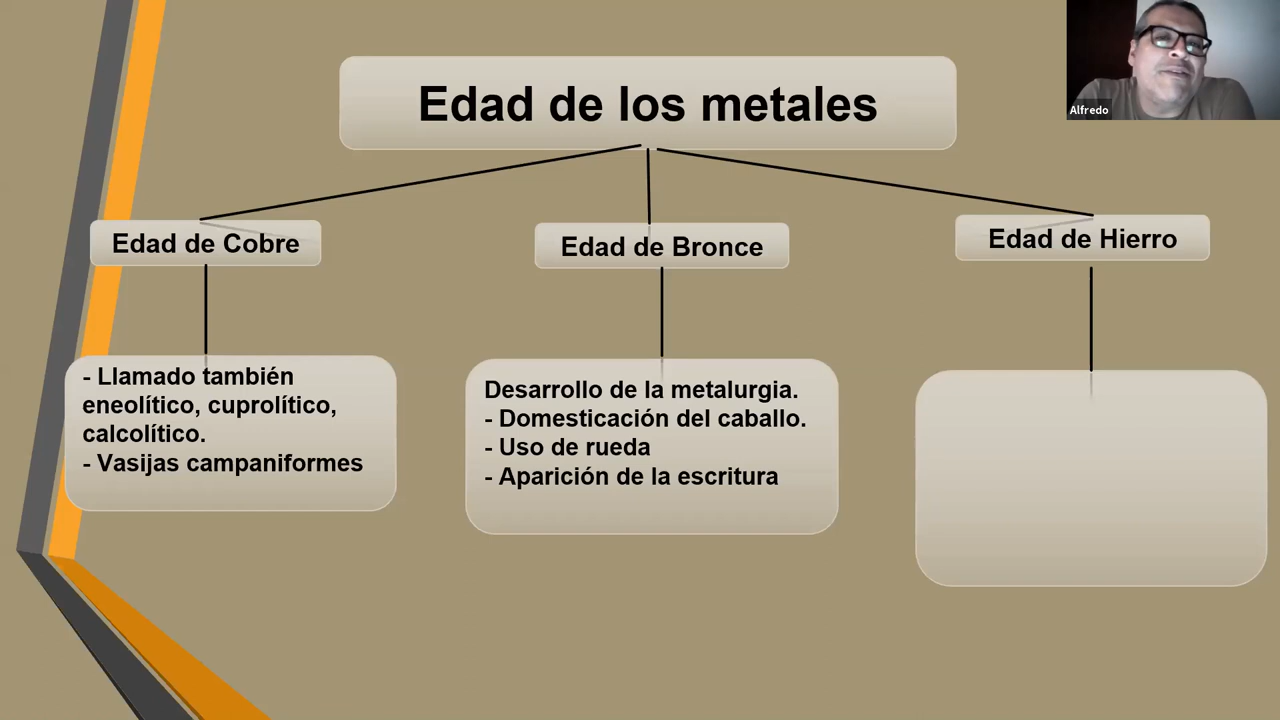 Edad de los metales
Alfredo
Edad de Cobre
Edad de Bronce
Edad de Hierro
- Llamado también
eneolítico, cuprolítico,
calcolítico.
- Vasijas campaniformes
Desarrollo de la metalurgia.
- Domesticación del caballo.
- Uso de rueda
- Aparición de la escritura